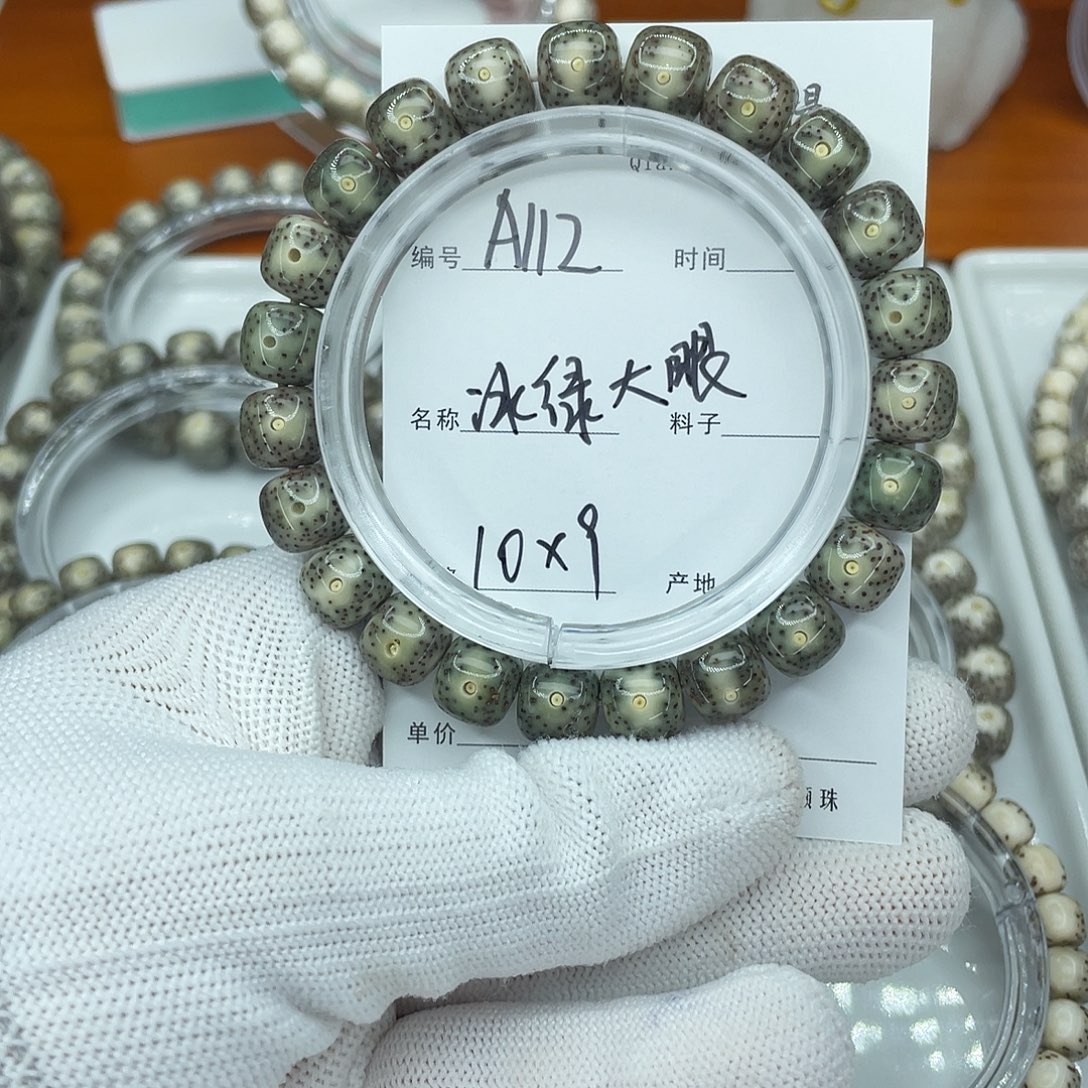 编号 A112 时间
名称 冰绿大眼 料子
10×9 产地
单价
珠